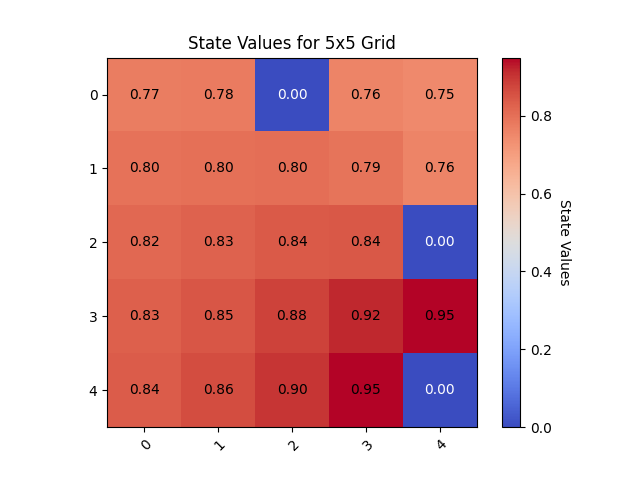 State Values for 5x5 Grid
0 0.77 0.78 0.00 0.76 0.75
1 0.80 0.80 0.80 0.79 0.76
2 0.82 0.83 0.84 0.84 0.00
3 0.83 0.85 0.88 0.92 0.95
4 0.84 0.86 0.90 0.95 0.00
0 1 2 3 4
0.8
0.6
0.4
0.2
0.0
State Values